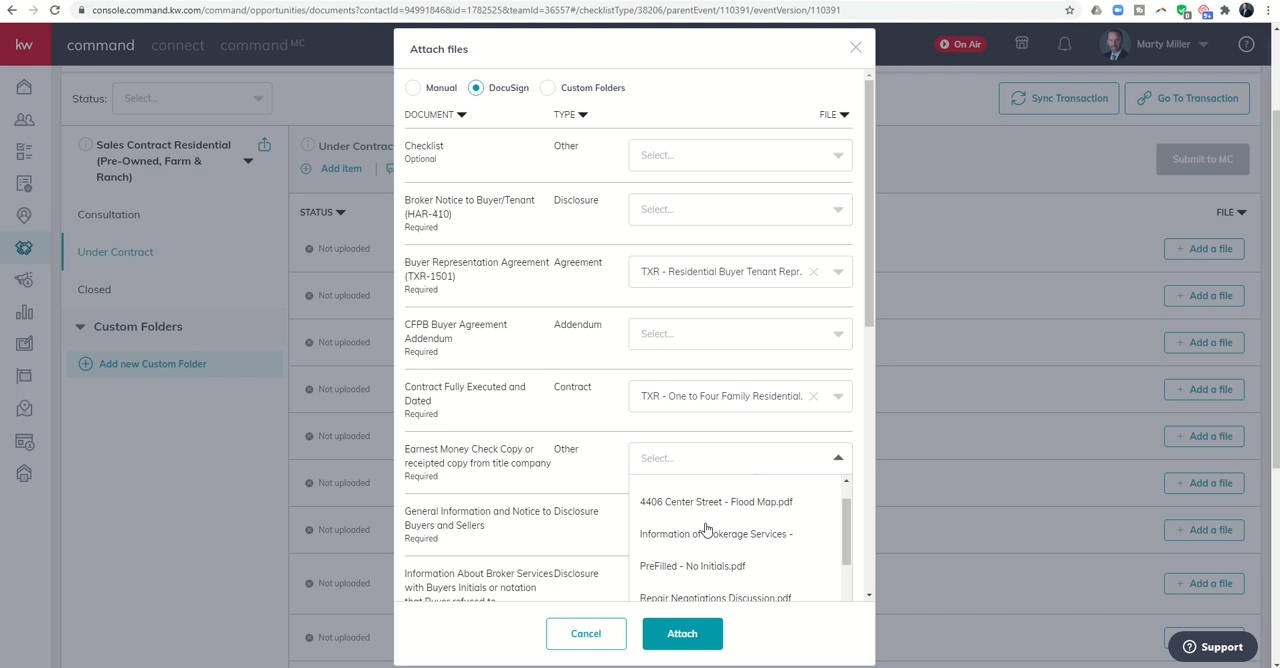 console.command.kw.com/command/opportunities/documents?contactId=94991846&id=1782525&teamId=36557#/checklistType/38206/parentEvent/110391/eventVersion/110391
0
9+
kw
command
connect
command MC
On Air
Marty Miller
Status:
Select...
Sync Transaction
Go To Transaction
Sales Contract Residential
(Pre-Owned, Farm &
Ranch)
Consultation
Under Contract
Closed
Custom Folders
Add new Custom Folder
Under Contrac
Add item
Submit to MC
STATUS
FILE
Not uploaded
Add a file
Not uploaded
Add a file
Not uploaded
Add a file
Not uploaded
Add a file
Not uploaded
Add a file
Not uploaded
Add a file
Not uploaded
Add a file
Not uploaded
Add a file
Not uploaded
Attach files
Manual
DocuSign
Custom Folders
DOCUMENT
TYPE
FILE
Checklist
Optional
Other
Select...
Broker Notice to Buyer/Tenant
(HAR-410)
Required
Disclosure
Select...
Buyer Representation Agreement
(TXR-1501)
Required
Agreement
TXR - Residential Buyer Tenant Repr.
CFPB Buyer Agreement
Addendum
Required
Addendum
Select...
Contract Fully Executed and
Dated
Required
Contract
TXR - One to Four Family Residential.
Earnest Money Check Copy or
receipted copy from title company
Required
Other
Select...
4406 Center Street - Flood Map.pdf
PreFilled - No Initials.pdf
Repair Negotiations Discussion.pdf
General Information and Notice to
Buyers and Sellers
Required
Disclosure
Information About Broker Services
with Buyers Initials or notation
that Buyer refused to
Disclosure
Cancel
Attach
Support